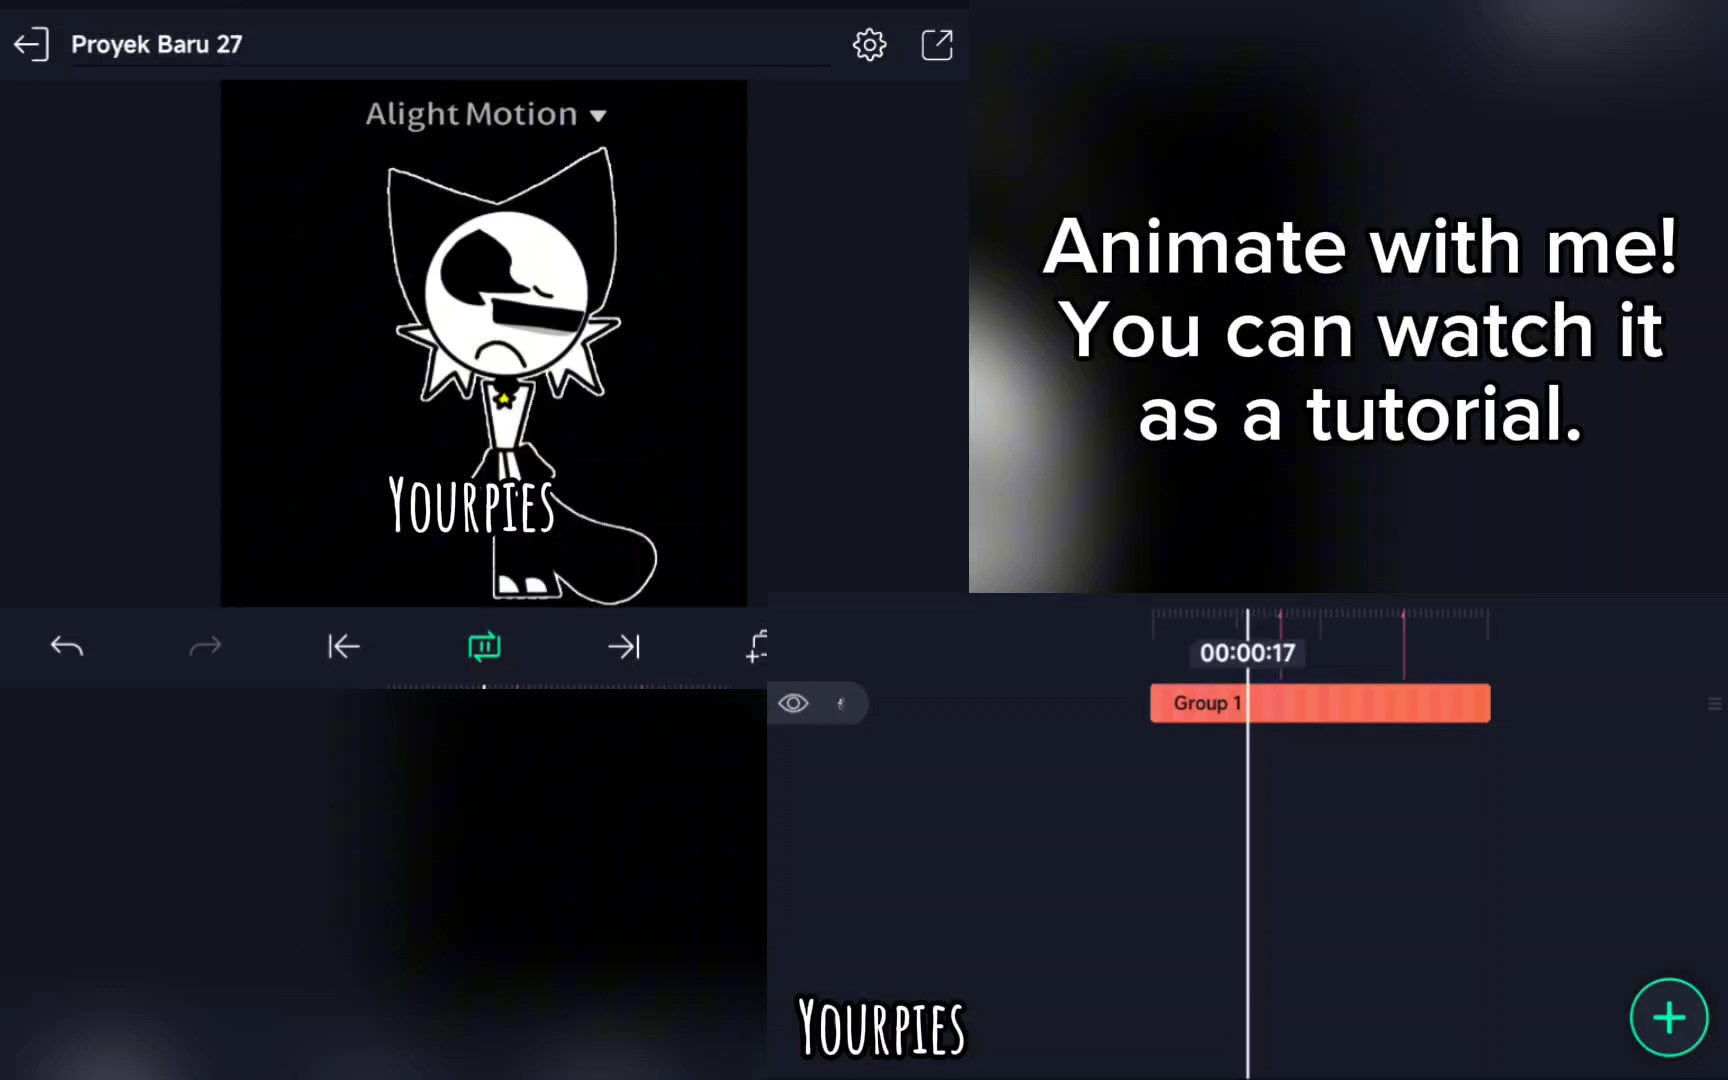 Proyek Baru 27
Alight Motion
YOURPIES
Animate with me!
You can watch it
as a tutorial.
00:00:17
Group 1
YOURPIES